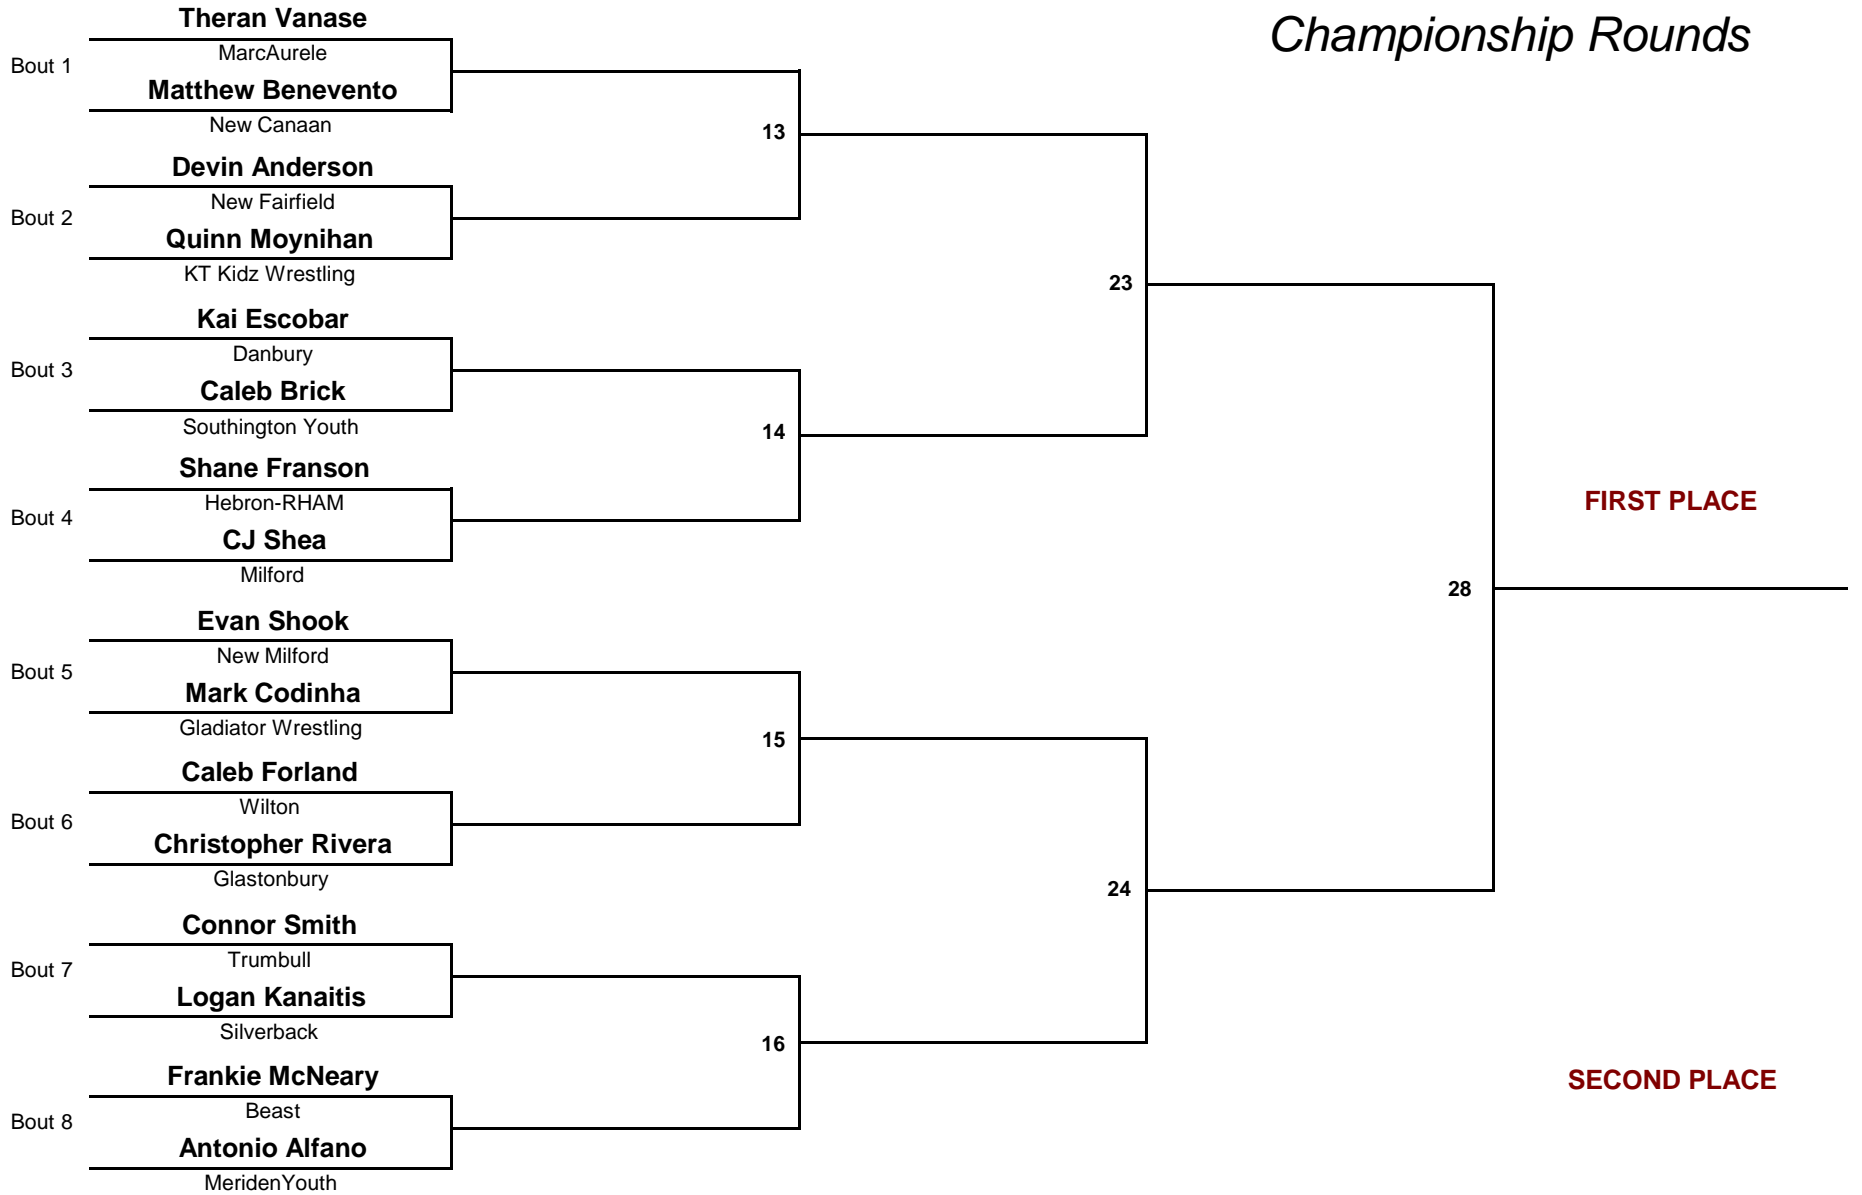 Championship Rounds
Theran Vanase
Bout 1
MarcAurele
Matthew Benevento
New Canaan
13
Devin Anderson
Bout 2
New Fairfield
Quinn Moynihan
KT Kidz Wrestling
23
Kai Escobar
Bout 3
Danbury
Caleb Brick
Southington Youth
14
Shane Franson
Bout 4
Hebron-RHAM
CJ Shea
Milford
FIRST PLACE
28
Evan Shook
Bout 5
New Milford
Mark Codinha
Gladiator Wrestling
15
Caleb Forland
Bout 6
Wilton
Christopher Rivera
Glastonbury
24
Connor Smith
Bout 7
Trumbull
Logan Kanaitis
Silverback
16
Frankie McNeary
Bout 8
Beast
Antonio Alfano
MeridenYouth
SECOND PLACE